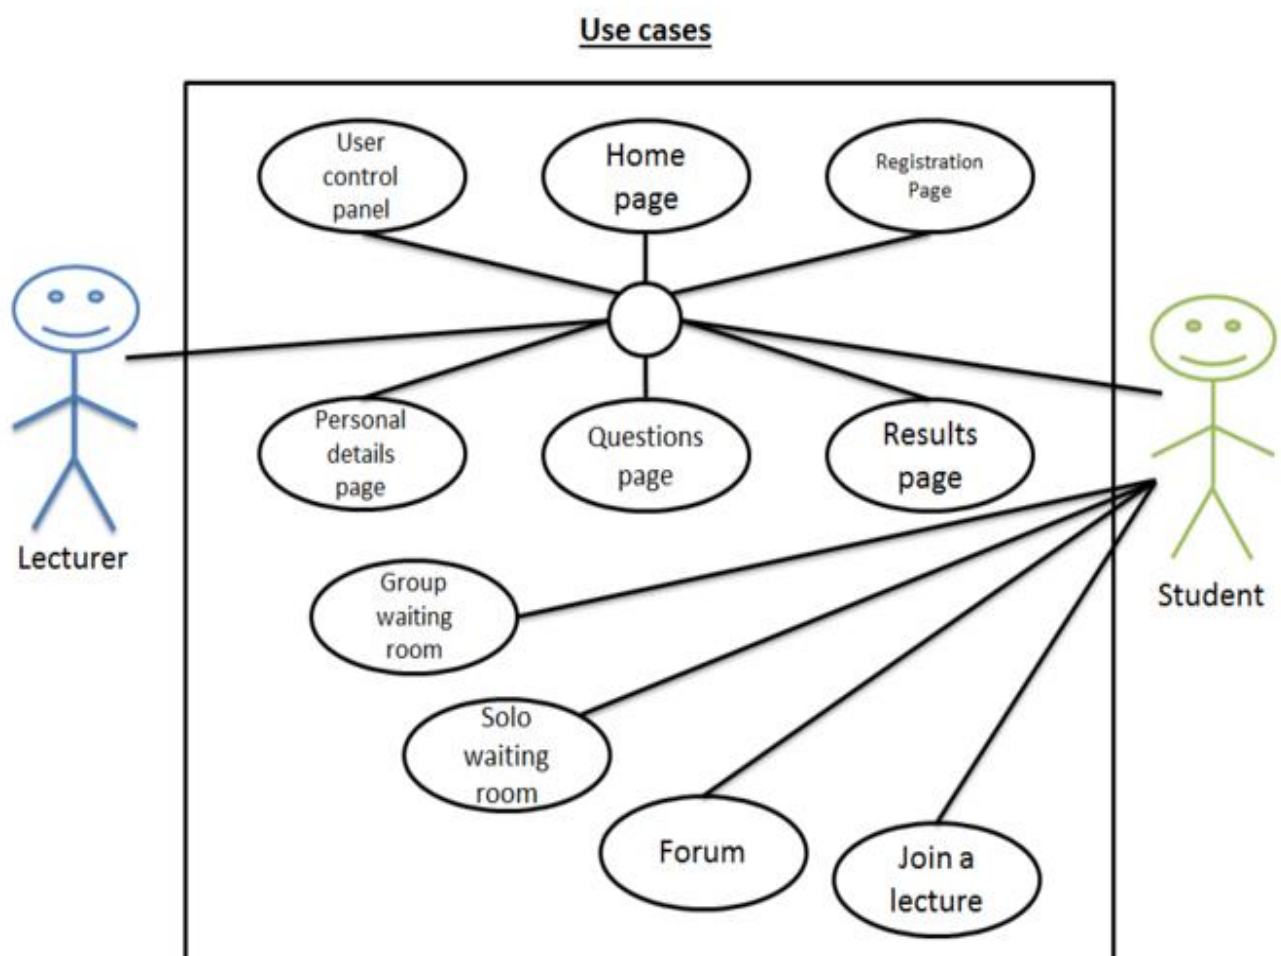 Use cases
User
control
panel
Home
page
Registration
Page
Personal
details
page
Questions
page
Results
page
Lecturer
Student
Group
waiting
room
Solo
waiting
room
Forum
Join a
lecture